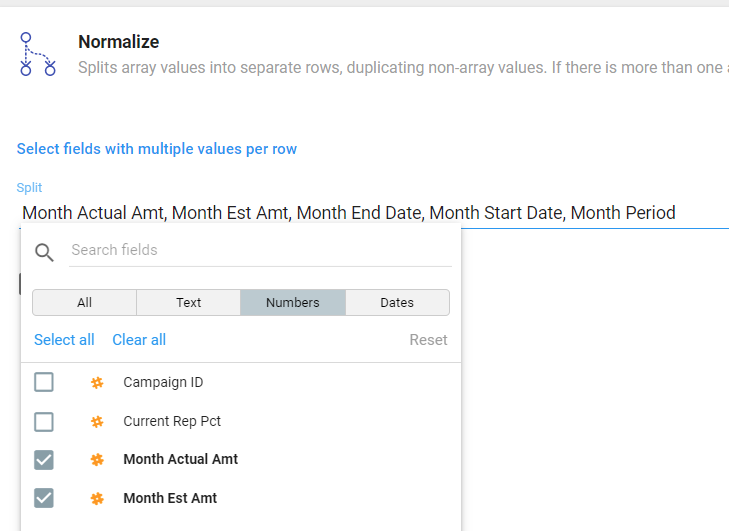 Normalize
Splits array values into separate rows, duplicating non-array values. If there is more than one
Select fields with multiple values per row
Split
Month Actual Amt, Month Est Amt, Month End Date, Month Start Date, Month Period
Search fields
All Text Numbers Dates
Select all Clear all Reset
Campaign ID
Current Rep Pct
Month Actual Amt
Month Est Amt